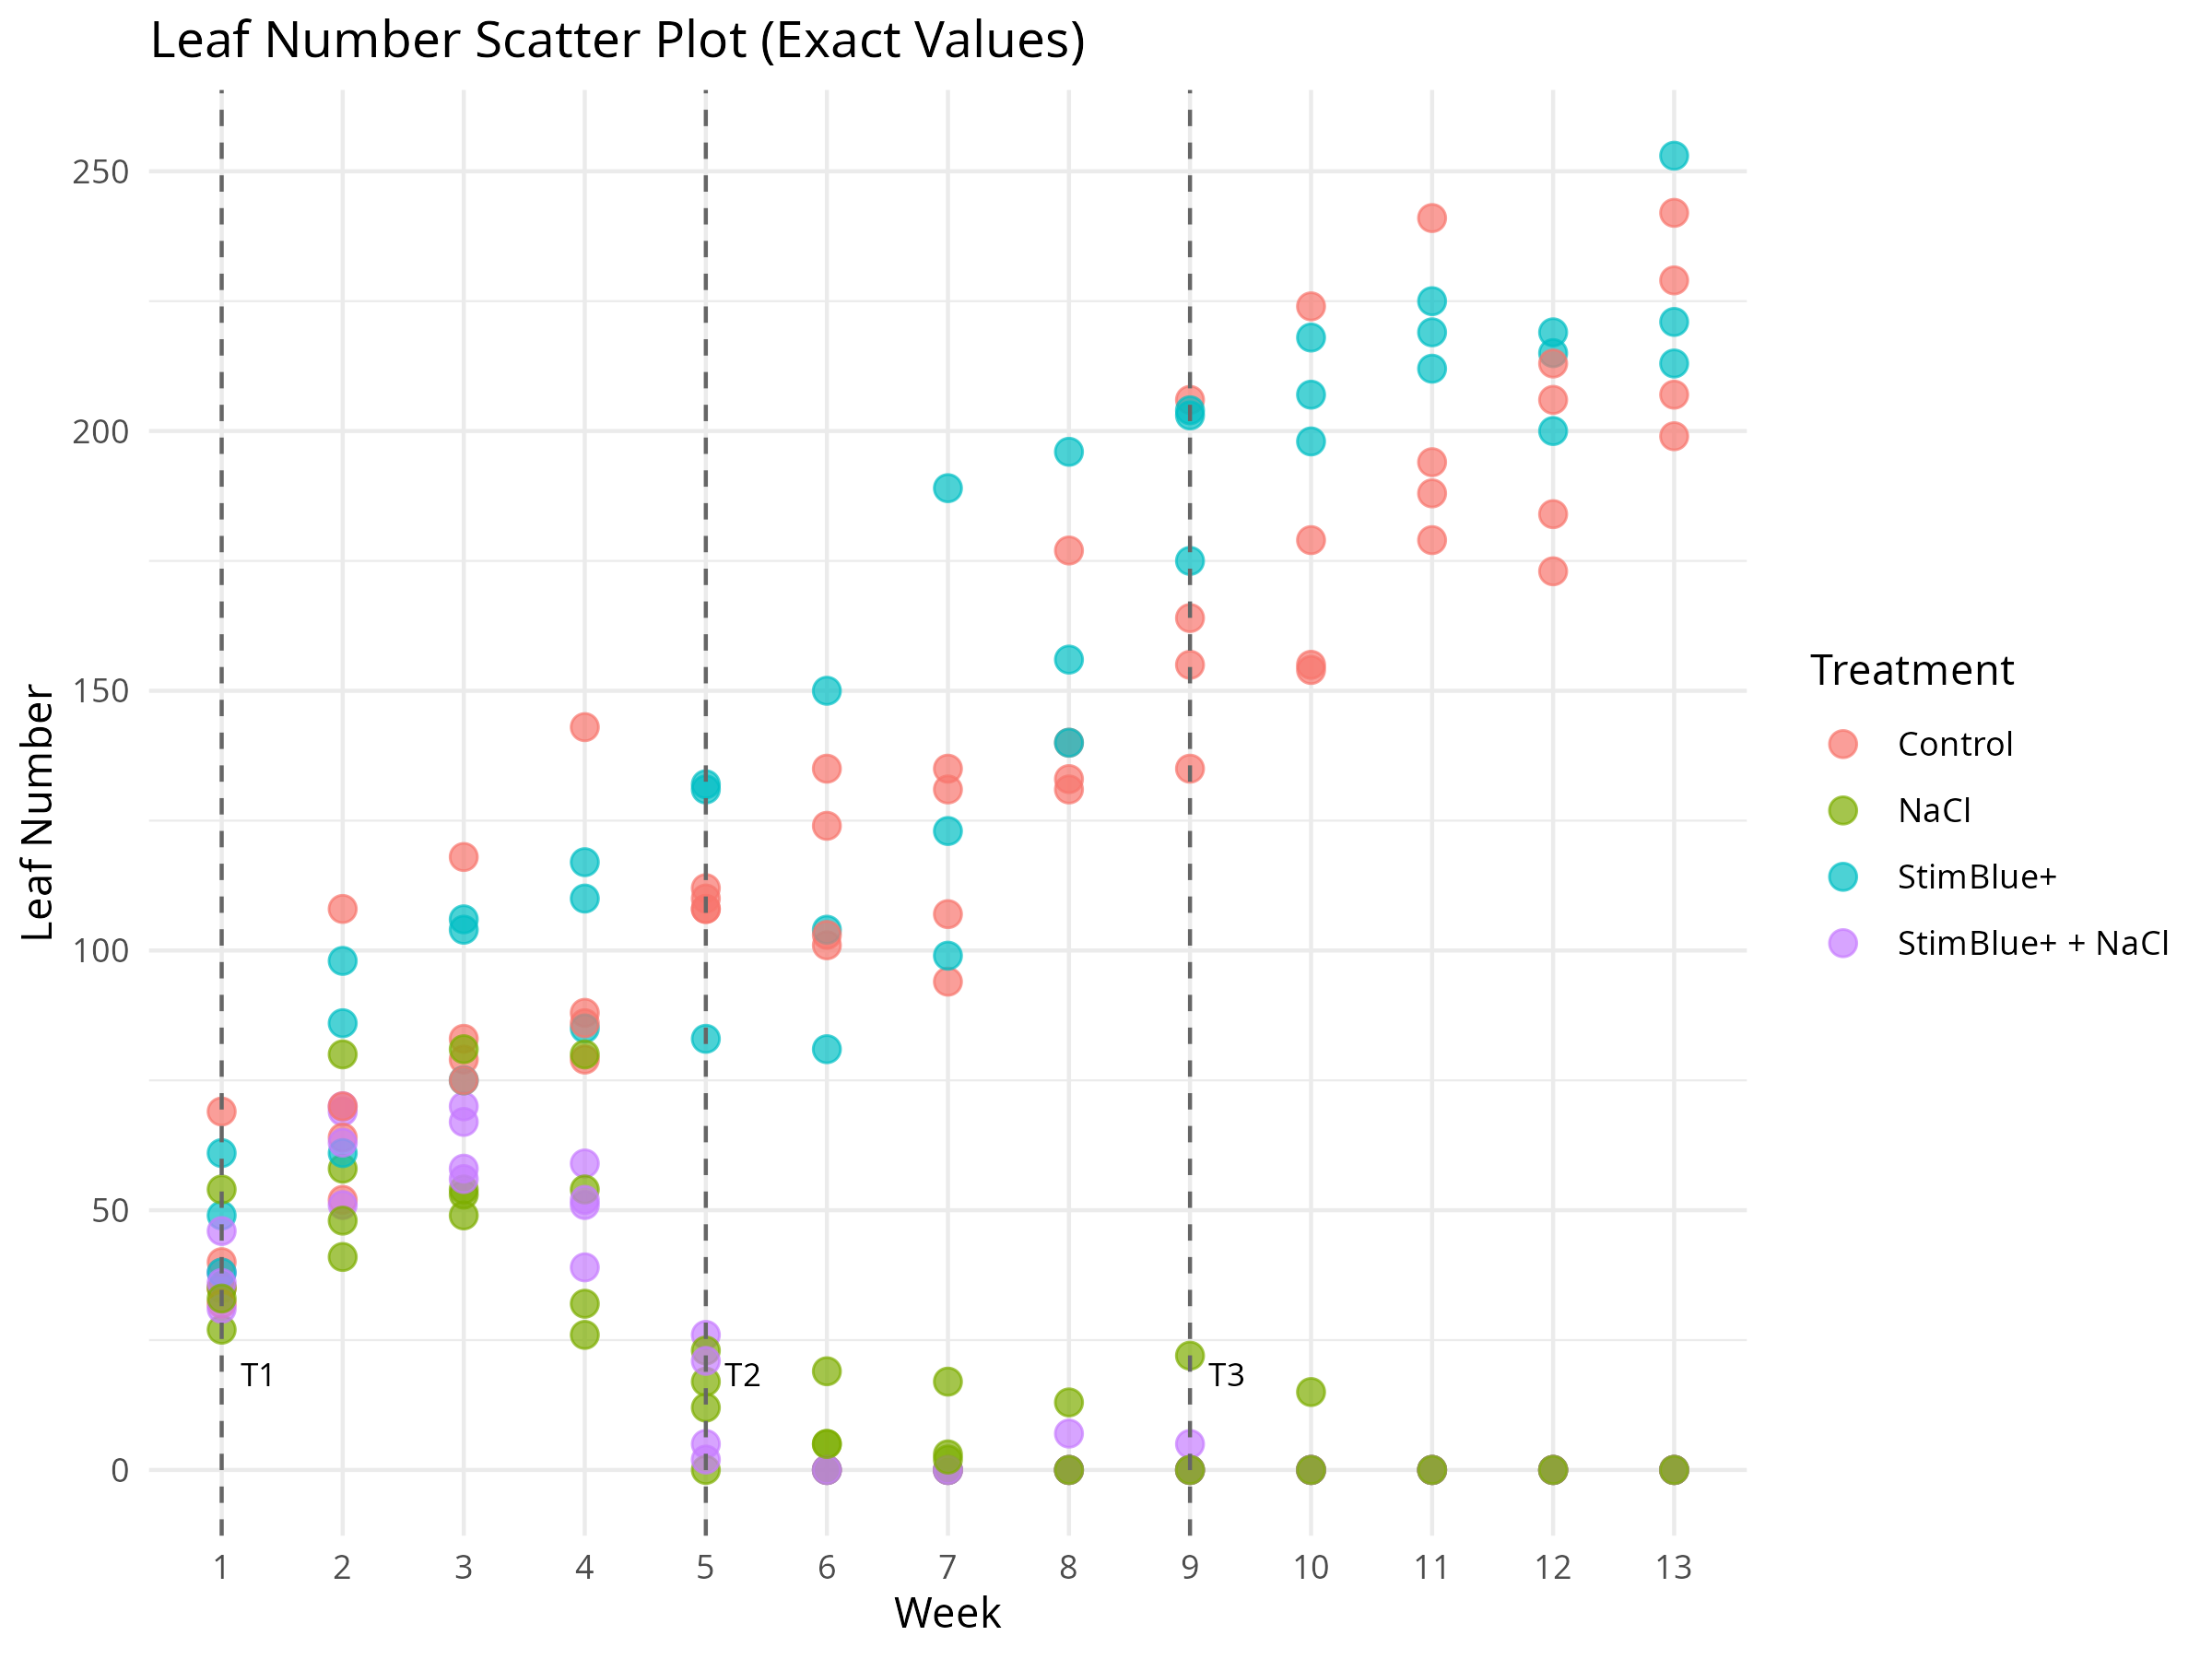 Leaf Number Scatter Plot (Exact Values)
250
200
150
100
50
0
Leaf Number
T1
T2
T3
1 2 3 4 5 6 7 8 9 10 11 12 13
Week
Treatment
Control
NaCl
StimBlue+
StimBlue+ + NaCl